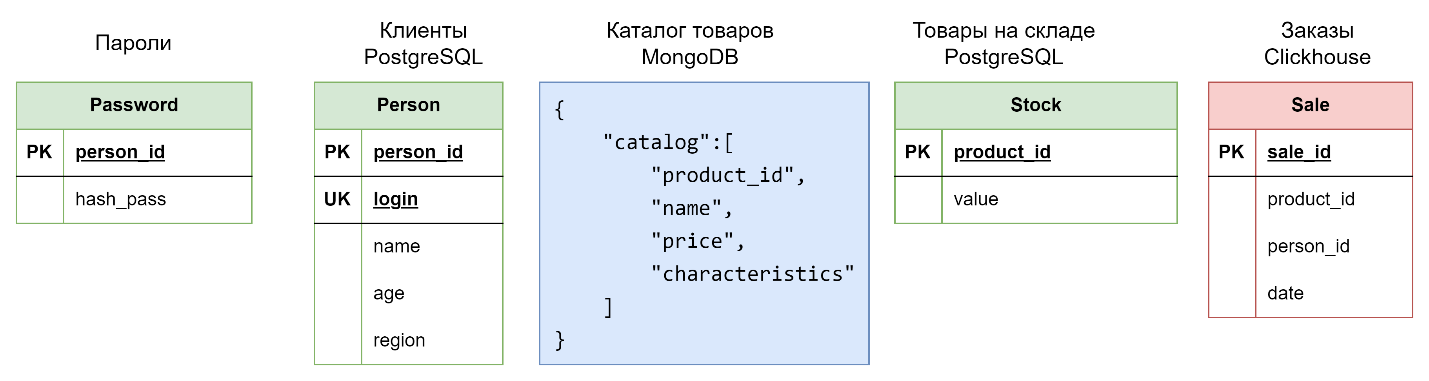 Пароли
Password
PK person_id
hash_pass
Клиенты
PostgreSQL
Person
PK person_id
UK login
name
age
region
Каталог товаров
MongoDB
{
"catalog":[
"product_id",
"name",
"price",
"characteristics"
]
}
Товары на складе
PostgreSQL
Stock
PK product_id
value
Заказы
Clickhouse
Sale
PK sale_id
product_id
person_id
date